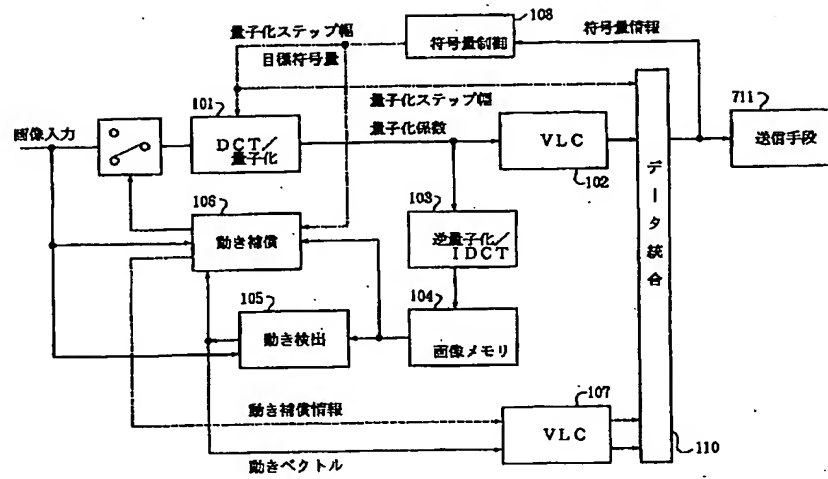 量子化ステップ幅
目標符号量
108
符号量制御
符号量情報
101
量子化ステップ幅
量子化係数
711
画像入力
DCT/
量子化
VLC
102
データ統合
送信手段
106
動き補償
103
逆量子化/
IDCT
105
動き検出
104
画像メモリ
動き補償情報
107
VLC
110
動きベクトル